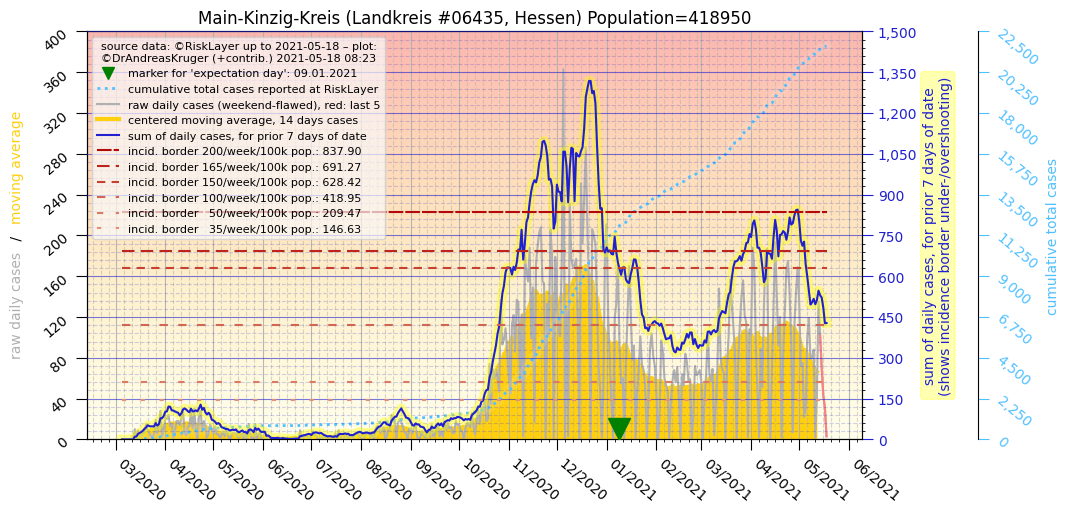 Main-Kinzig-Kreis (Landkreis #06435, Hessen) Population=418950
source data: ©RiskLayer up to 2021-05-18 – plot:
©DrAndreasKruger (+contrib.) 2021-05-18 08:23
marker for 'expectation day': 09.01.2021
cumulative total cases reported at RiskLayer
raw daily cases (weekend-flawed), red: last 5
centered moving average, 14 days cases
sum of daily cases, for prior 7 days of date
incid. border 200/week/100k pop.: 837.90
incid. border 165/week/100k pop.: 691.27
incid. border 150/week/100k pop.: 628.42
incid. border 100/week/100k pop.: 418.95
incid. border 50/week/100k pop.: 209.47
incid. border 35/week/100k pop.: 146.63
raw daily cases / moving average
400
360
320
280
240
200
160
120
80
40
0
03/2020
04/2020
05/2020
06/2020
07/2020
08/2020
09/2020
10/2020
11/2020
12/2020
01/2021
02/2021
03/2021
04/2021
05/2021
06/2021
1,500
1,350
1,200
1,050
900
750
600
450
300
150
0
sum of daily cases, for prior 7 days of date
(shows incidence border under-/overshooting)
22,500
20,250
18,000
15,750
13,500
11,250
9,000
6,750
4,500
2,250
0
cumulative total cases